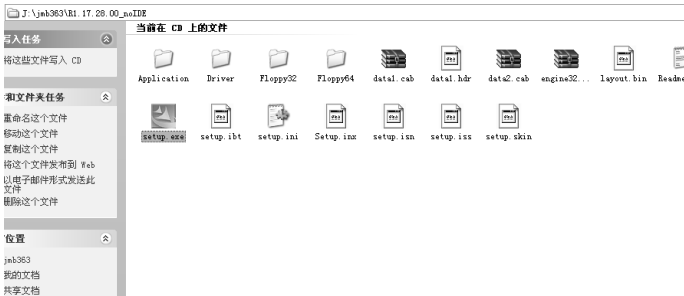 J:\jmb363\R1.17.28.00_noIDE
写入任务
将这些文件写入 CD
和文件夹任务
重命名这个文件
移动这个文件
复制这个文件
将这个文件发布到 Web
以电子邮件形式发送此
文件
删除这个文件
位置
jmb363
我的文档
共享文档
当前在 CD 上的文件
Application Driver Floppy32 Floppy64 data1.cab data1.hdr data2.cab engine32... layout.bin Readme
setup.exe setup.ibt setup.ini Setup.inx setup.isn setup.iss setup.skin